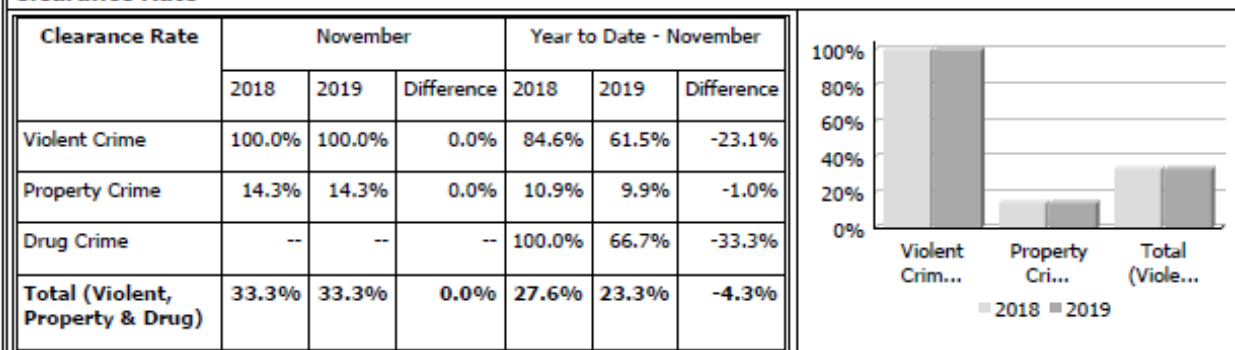 Clearance Rate November Year to Date - November
2018 2019 Difference 2018 2019 Difference
Violent Crime 100.0% 100.0% 0.0% 84.6% 61.5% -23.1%
Property Crime 14.3% 14.3% 0.0% 10.9% 9.9% -1.0%
Drug Crime -- -- -- 100.0% 66.7% -33.3%
Total (Violent, 33.3% 33.3% 0.0% 27.6% 23.3% -4.3%
Property & Drug)
100%
80%
60%
40%
20%
0%
Violent Property Total
Crim... Cri... (Viole...
2018 2019